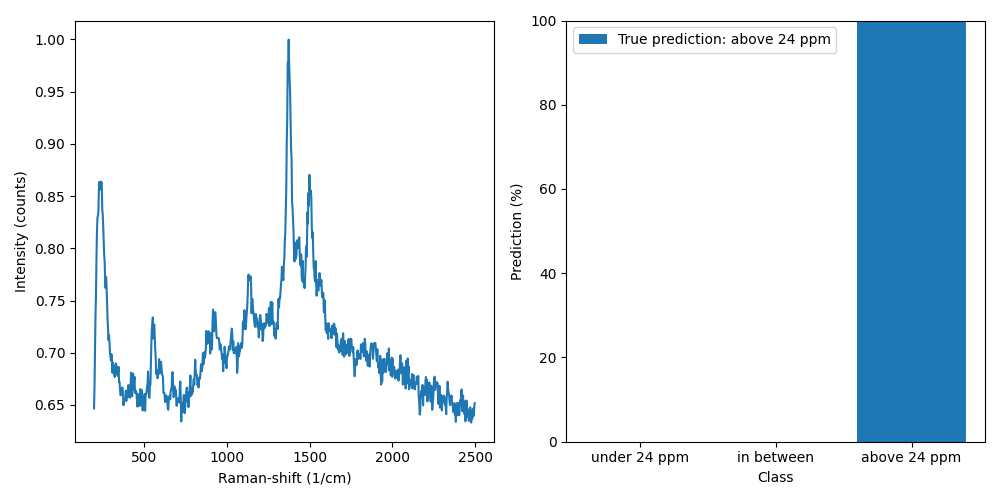 1.00
0.95
0.90
0.85
0.80
0.75
0.70
0.65
Intensity (counts)
500
1000
1500
2000
2500
Raman-shift (1/cm)
100
80
60
40
20
0
Prediction (%)
True prediction: above 24 ppm
under 24 ppm
in between
above 24 ppm
Class